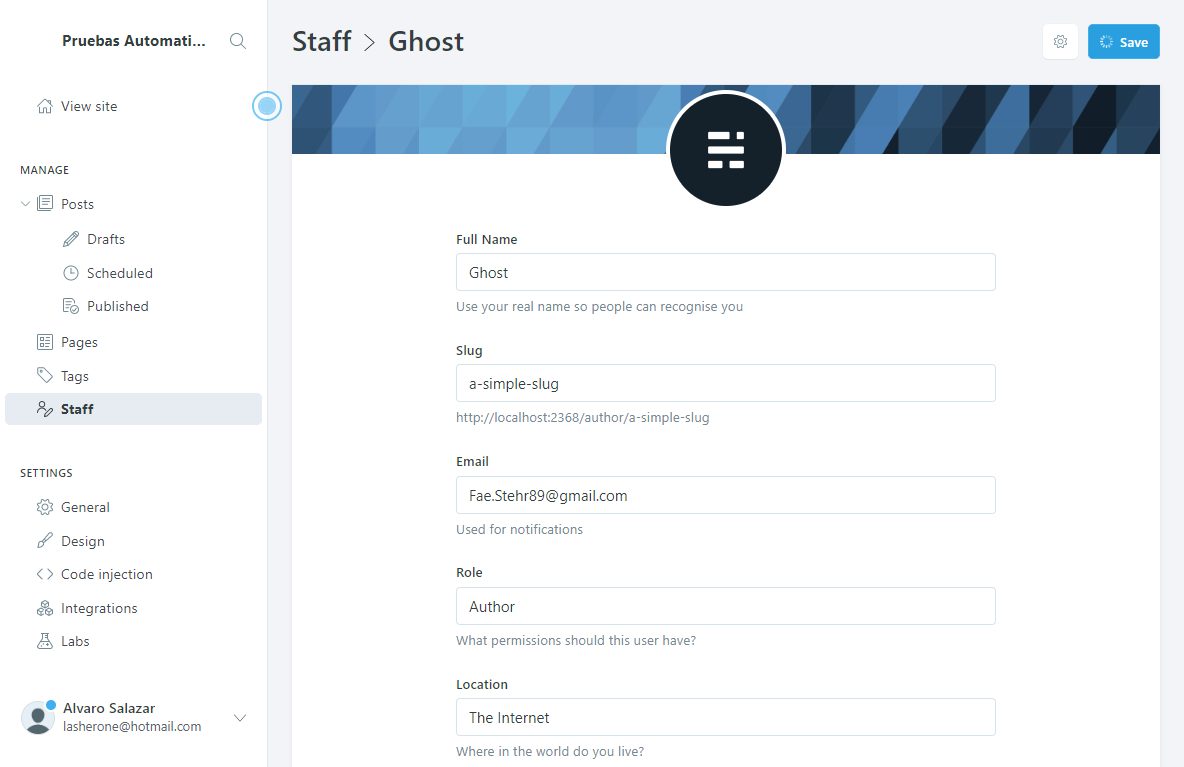 Pruebas Automati...
View site
MANAGE
Posts
Drafts
Scheduled
Published
Pages
Tags
Staff
SETTINGS
General
Design
Code injection
Integrations
Labs
Alvaro Salazar
lasherone@hotmail.com
Staff > Ghost
Save
Full Name
Ghost
Use your real name so people can recognise you
Slug
a-simple-slug
http://localhost:2368/author/a-simple-slug
Email
Fae.Stehr89@gmail.com
Used for notifications
Role
Author
What permissions should this user have?
Location
The Internet
Where in the world do you live?